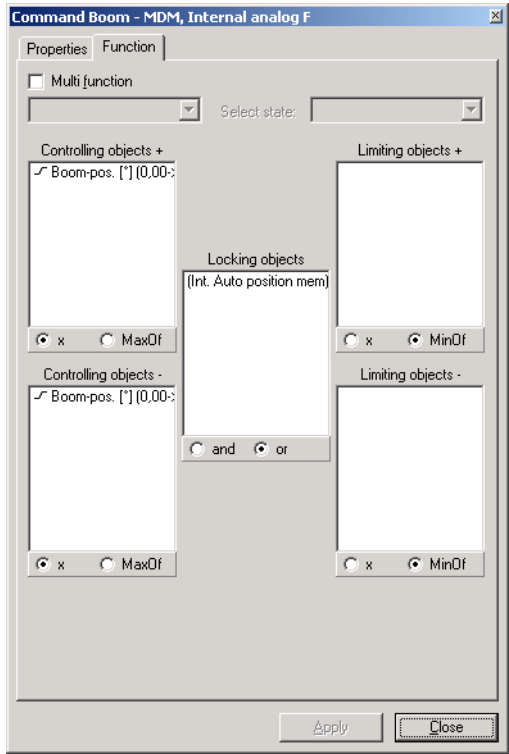 Command Boom - MDM, Internal analog F
Properties Function
Multi function
Select state:
Controlling objects +
Boom-pos. [°] (0,00->
x MaxOf
Limiting objects +
x MinOf
Locking objects
(Int. Auto position mem)
and or
Controlling objects -
Boom-pos. [°] (0,00->
x MaxOf
Limiting objects -
x MinOf
Apply Close